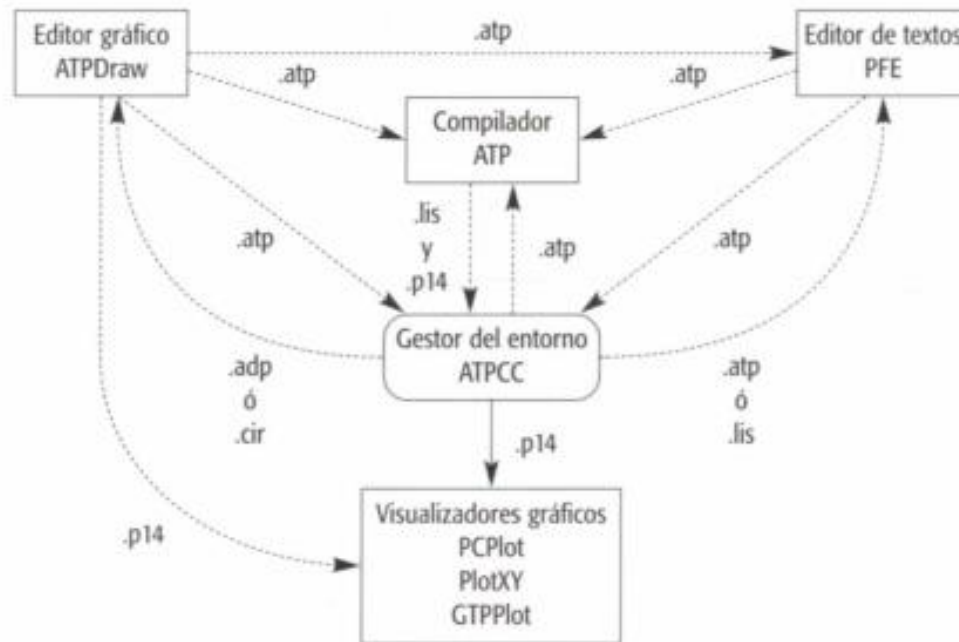 Editor gráfico
ATPDraw
.atp
Editor de textos
PFE
.atp
.atp
Compilador
ATP
.lis
y
.p14
.atp
.atp
.atp
Gestor del entorno
ATPCC
.adp
ó
.cir
.atp
ó
.lis
.p14
.p14
Visualizadores gráficos
PCPlot
PlotXY
GTPPlot